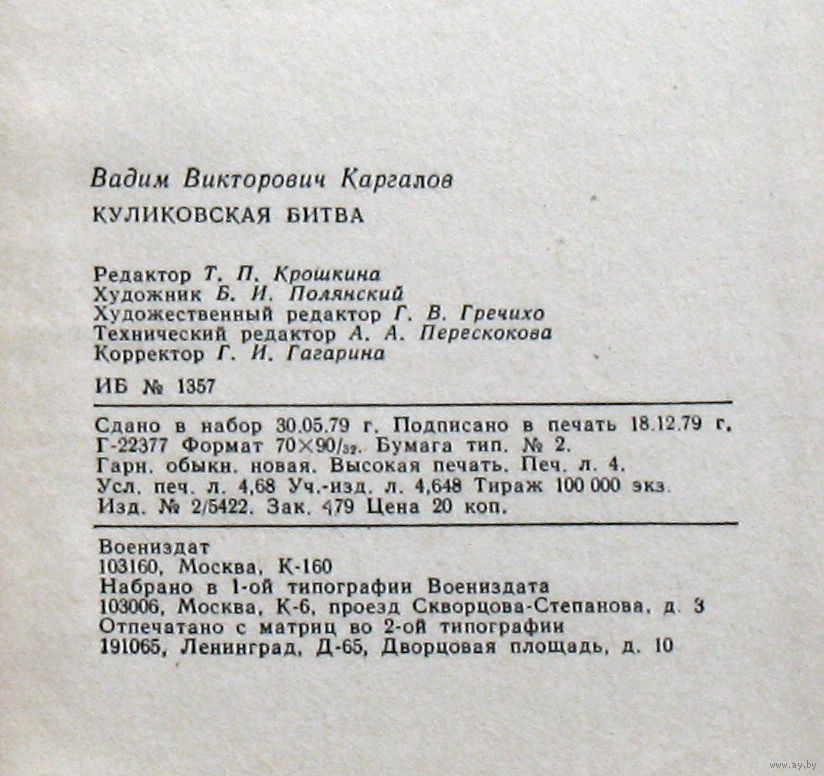 Вадим Викторович Каргалов
КУЛИКОВСКАЯ БИТВА
Редактор Т. П. Крошкина
Художник Б. И. Полянский
Художественный редактор Г. В. Гречихо
Технический редактор А. А. Перескокова
Корректор Г. И. Гагарина
ИБ № 1357
Сдано в набор 30.05.79 г. Подписано в печать 18.12.79 г.
Г-22377 Формат 70×90/32. Бумага тип. № 2.
Гарн. обыкн. новая. Высокая печать. Печ. л. 4.
Усл. печ. л. 4,68 Уч.-изд. л. 4,648 Тираж 100 000 экз.
Изд. № 2/5422. Зак. 479 Цена 20 коп.
Воениздат
103160, Москва, К-160
Набрано в 1-ой типографии Воениздата
103006, Москва, К-6, проезд Скворцова-Степанова, д. 3
Отпечатано с матриц во 2-ой типографии
191065, Ленинград, Д-65, Дворцовая площадь, д. 10
www.ay.by